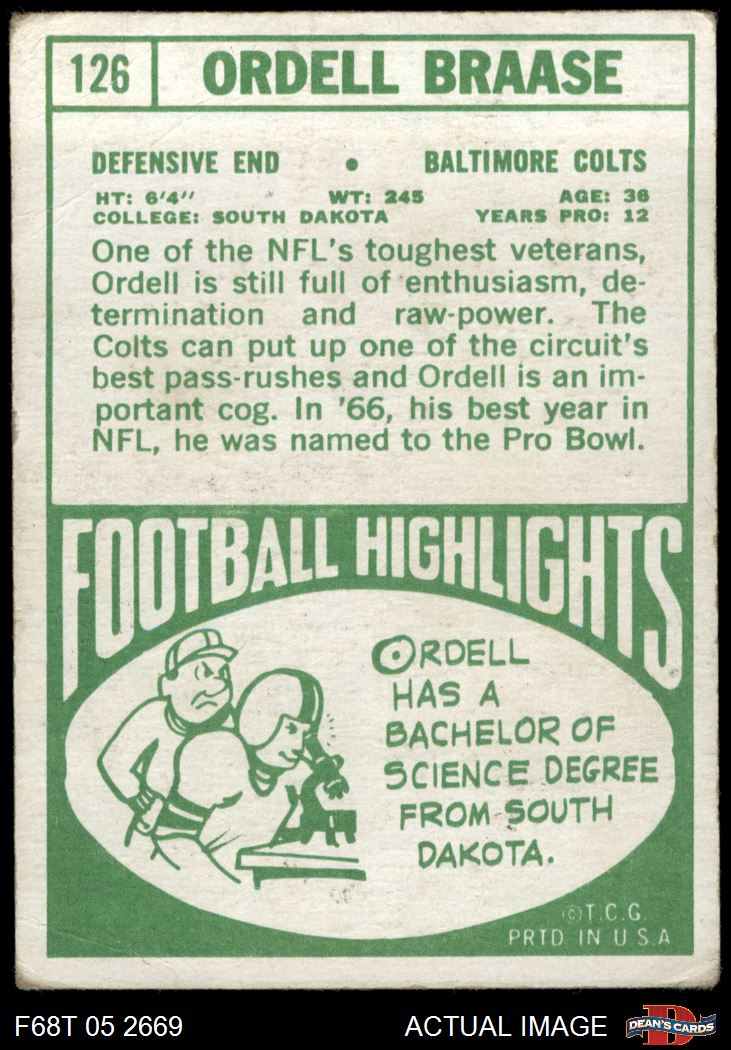 126 ORDELL BRAASE
DEFENSIVE END • BALTIMORE COLTS
HT: 6'4" WT: 245 AGE: 36
COLLEGE: SOUTH DAKOTA YEARS PRO: 12
One of the NFL's toughest veterans,
Ordell is still full of enthusiasm, de-
termination and raw-power. The
Colts can put up one of the circuit's
best pass-rushes and Ordell is an im-
portant cog. In '66, his best year in
NFL, he was named to the Pro Bowl.
FOOTBALL HIGHLIGHTS
ORDELL
HAS A
BACHELOR OF
SCIENCE DEGREE
FROM SOUTH
DAKOTA.
©T.C.G.
PRTD IN U.S.A
F68T 05 2669 ACTUAL IMAGE D DEAN'S CARDS